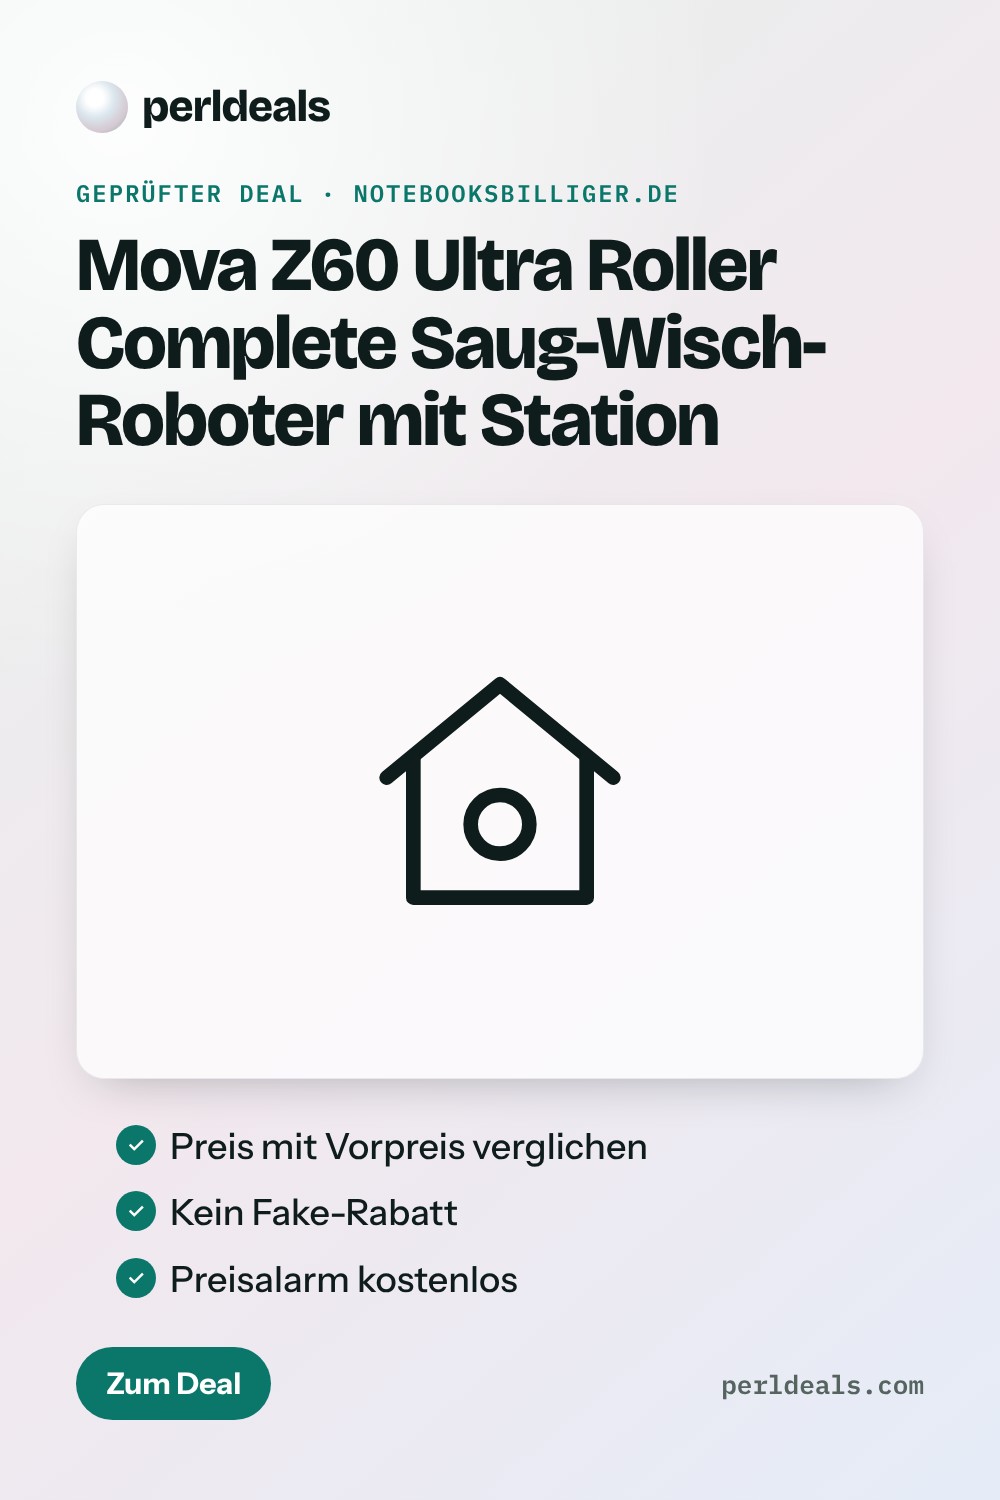 perldeals
GEPRÜFTER DEAL · NOTEBOOKSBILLIGER.DE
Mova Z60 Ultra Roller
Complete Saug-Wisch-
Roboter mit Station
Preis mit Vorpreis verglichen
Kein Fake-Rabatt
Preisalarm kostenlos
Zum Deal
perldeals.com